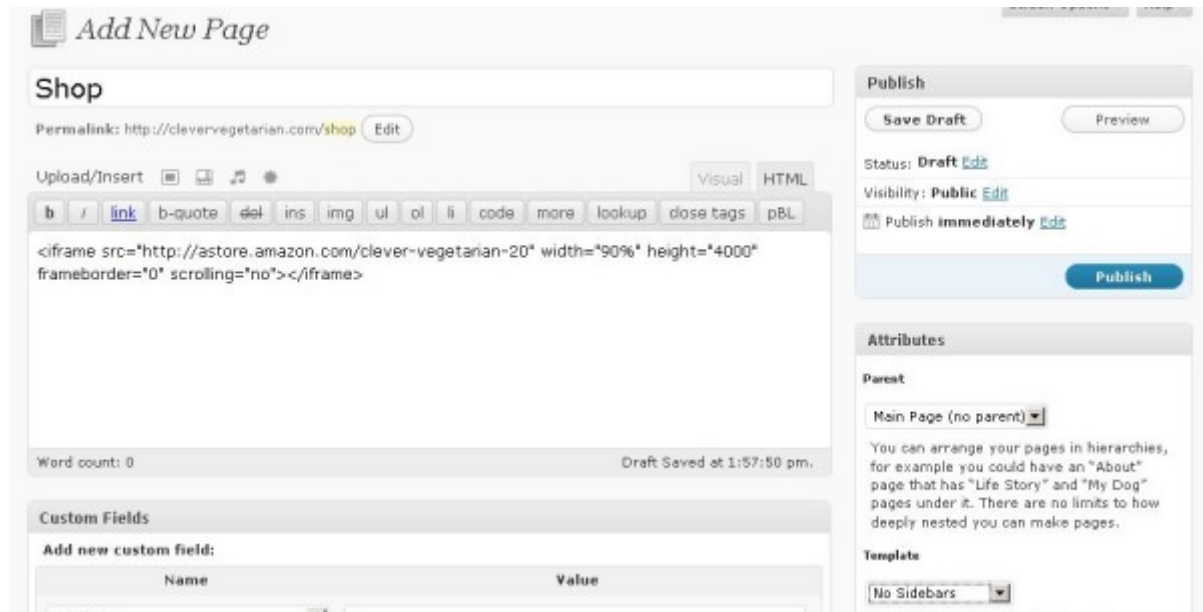 Add New Page
Shop
Permalink: http://clevervegetarian.com/shop Edit
Upload/Insert
Visual HTML
b i link b-quote del ins img ul ol li code more lookup close tags pBL
<iframe src="http://astore.amazon.com/clever-vegetarian-20" width="90%" height="4000"
frameborder="0" scrolling="no"></iframe>
Word count: 0
Draft Saved at 1:57:50 pm.
Custom Fields
Add new custom field:
Name Value
Publish
Save Draft Preview
Status: Draft Edit
Visibility: Public Edit
Publish immediately Edit
Publish
Attributes
Parent
Main Page (no parent)
You can arrange your pages in hierarchies,
for example you could have an "About"
page that has "Life Story" and "My Dog"
pages under it. There are no limits to how
deeply nested you can make pages.
Template
No Sidebars